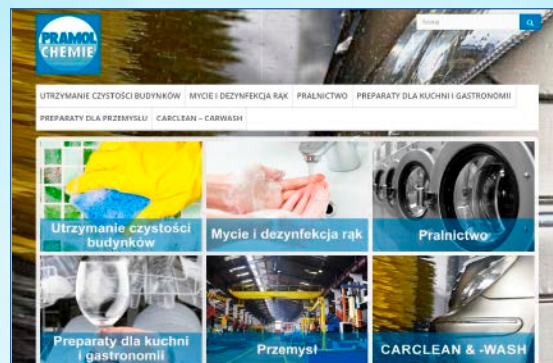 PRAMOL
CHEMIE
Szukaj
UTRZYMANIE CZYSTOŚCI BUDYNKÓW MYCIE I DEZYNFEKCJA RĄK PRALNICTWO PREPARATY DLA KUCHNI I GASTRONOMII
PREPARATY DLA PRZEMYSŁU CARCLEAN – CARWASH
Utrzymanie czystości
budynków
Mycie i dezynfekcja rąk
Pralnictwo
Preparaty dla kuchni
i gastronomii
Przemysł
CARCLEAN & -WASH